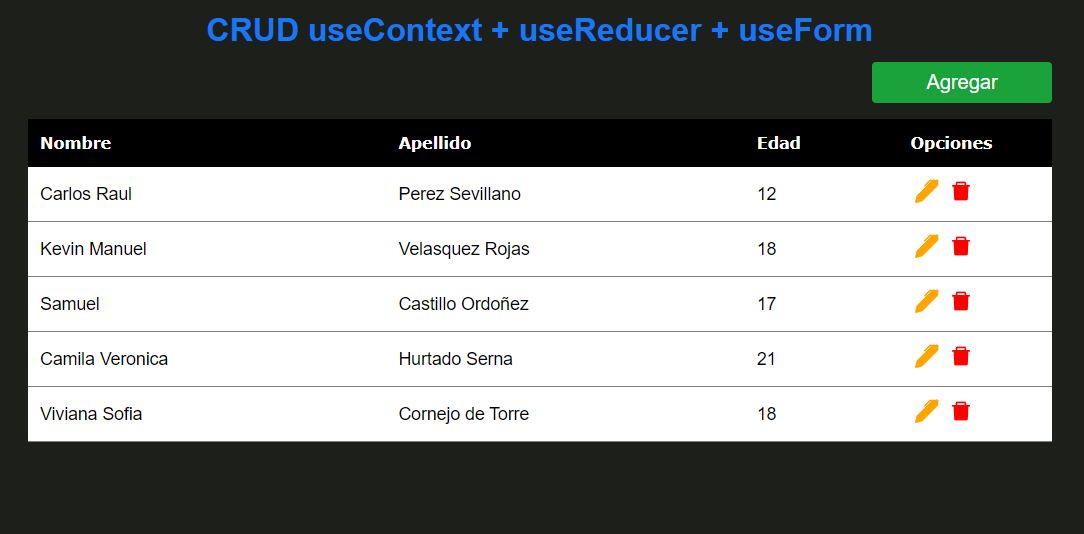 CRUD useContext + useReducer + useForm
Agregar
Nombre Apellido Edad Opciones
Carlos Raul Perez Sevillano 12
Kevin Manuel Velasquez Rojas 18
Samuel Castillo Ordoñez 17
Camila Veronica Hurtado Serna 21
Viviana Sofia Cornejo de Torre 18